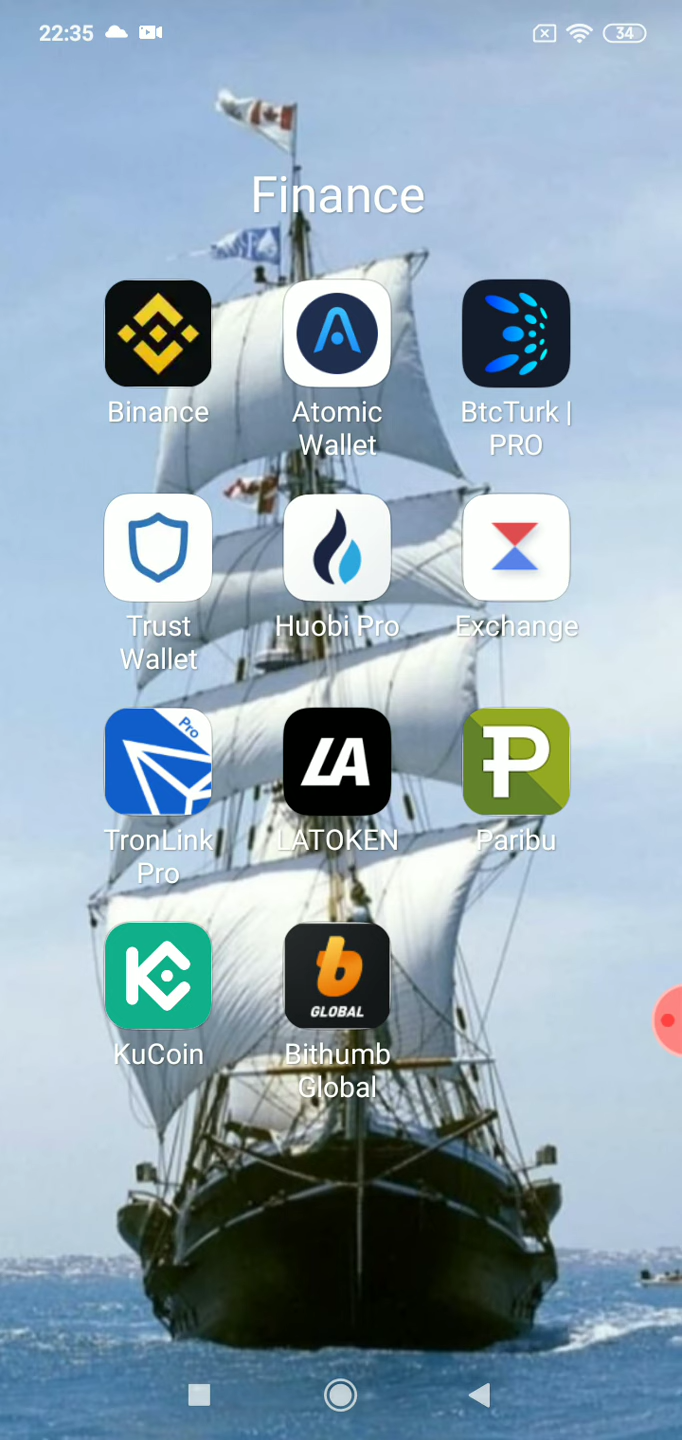 22:35
34
Finance
Binance
Atomic
Wallet
BtcTurk |
PRO
Trust
Wallet
Huobi Pro
Exchange
Pro
TronLink
Pro
LA
LATOKEN
Paribu
KuCoin
b
GLOBAL
Bithumb
Global